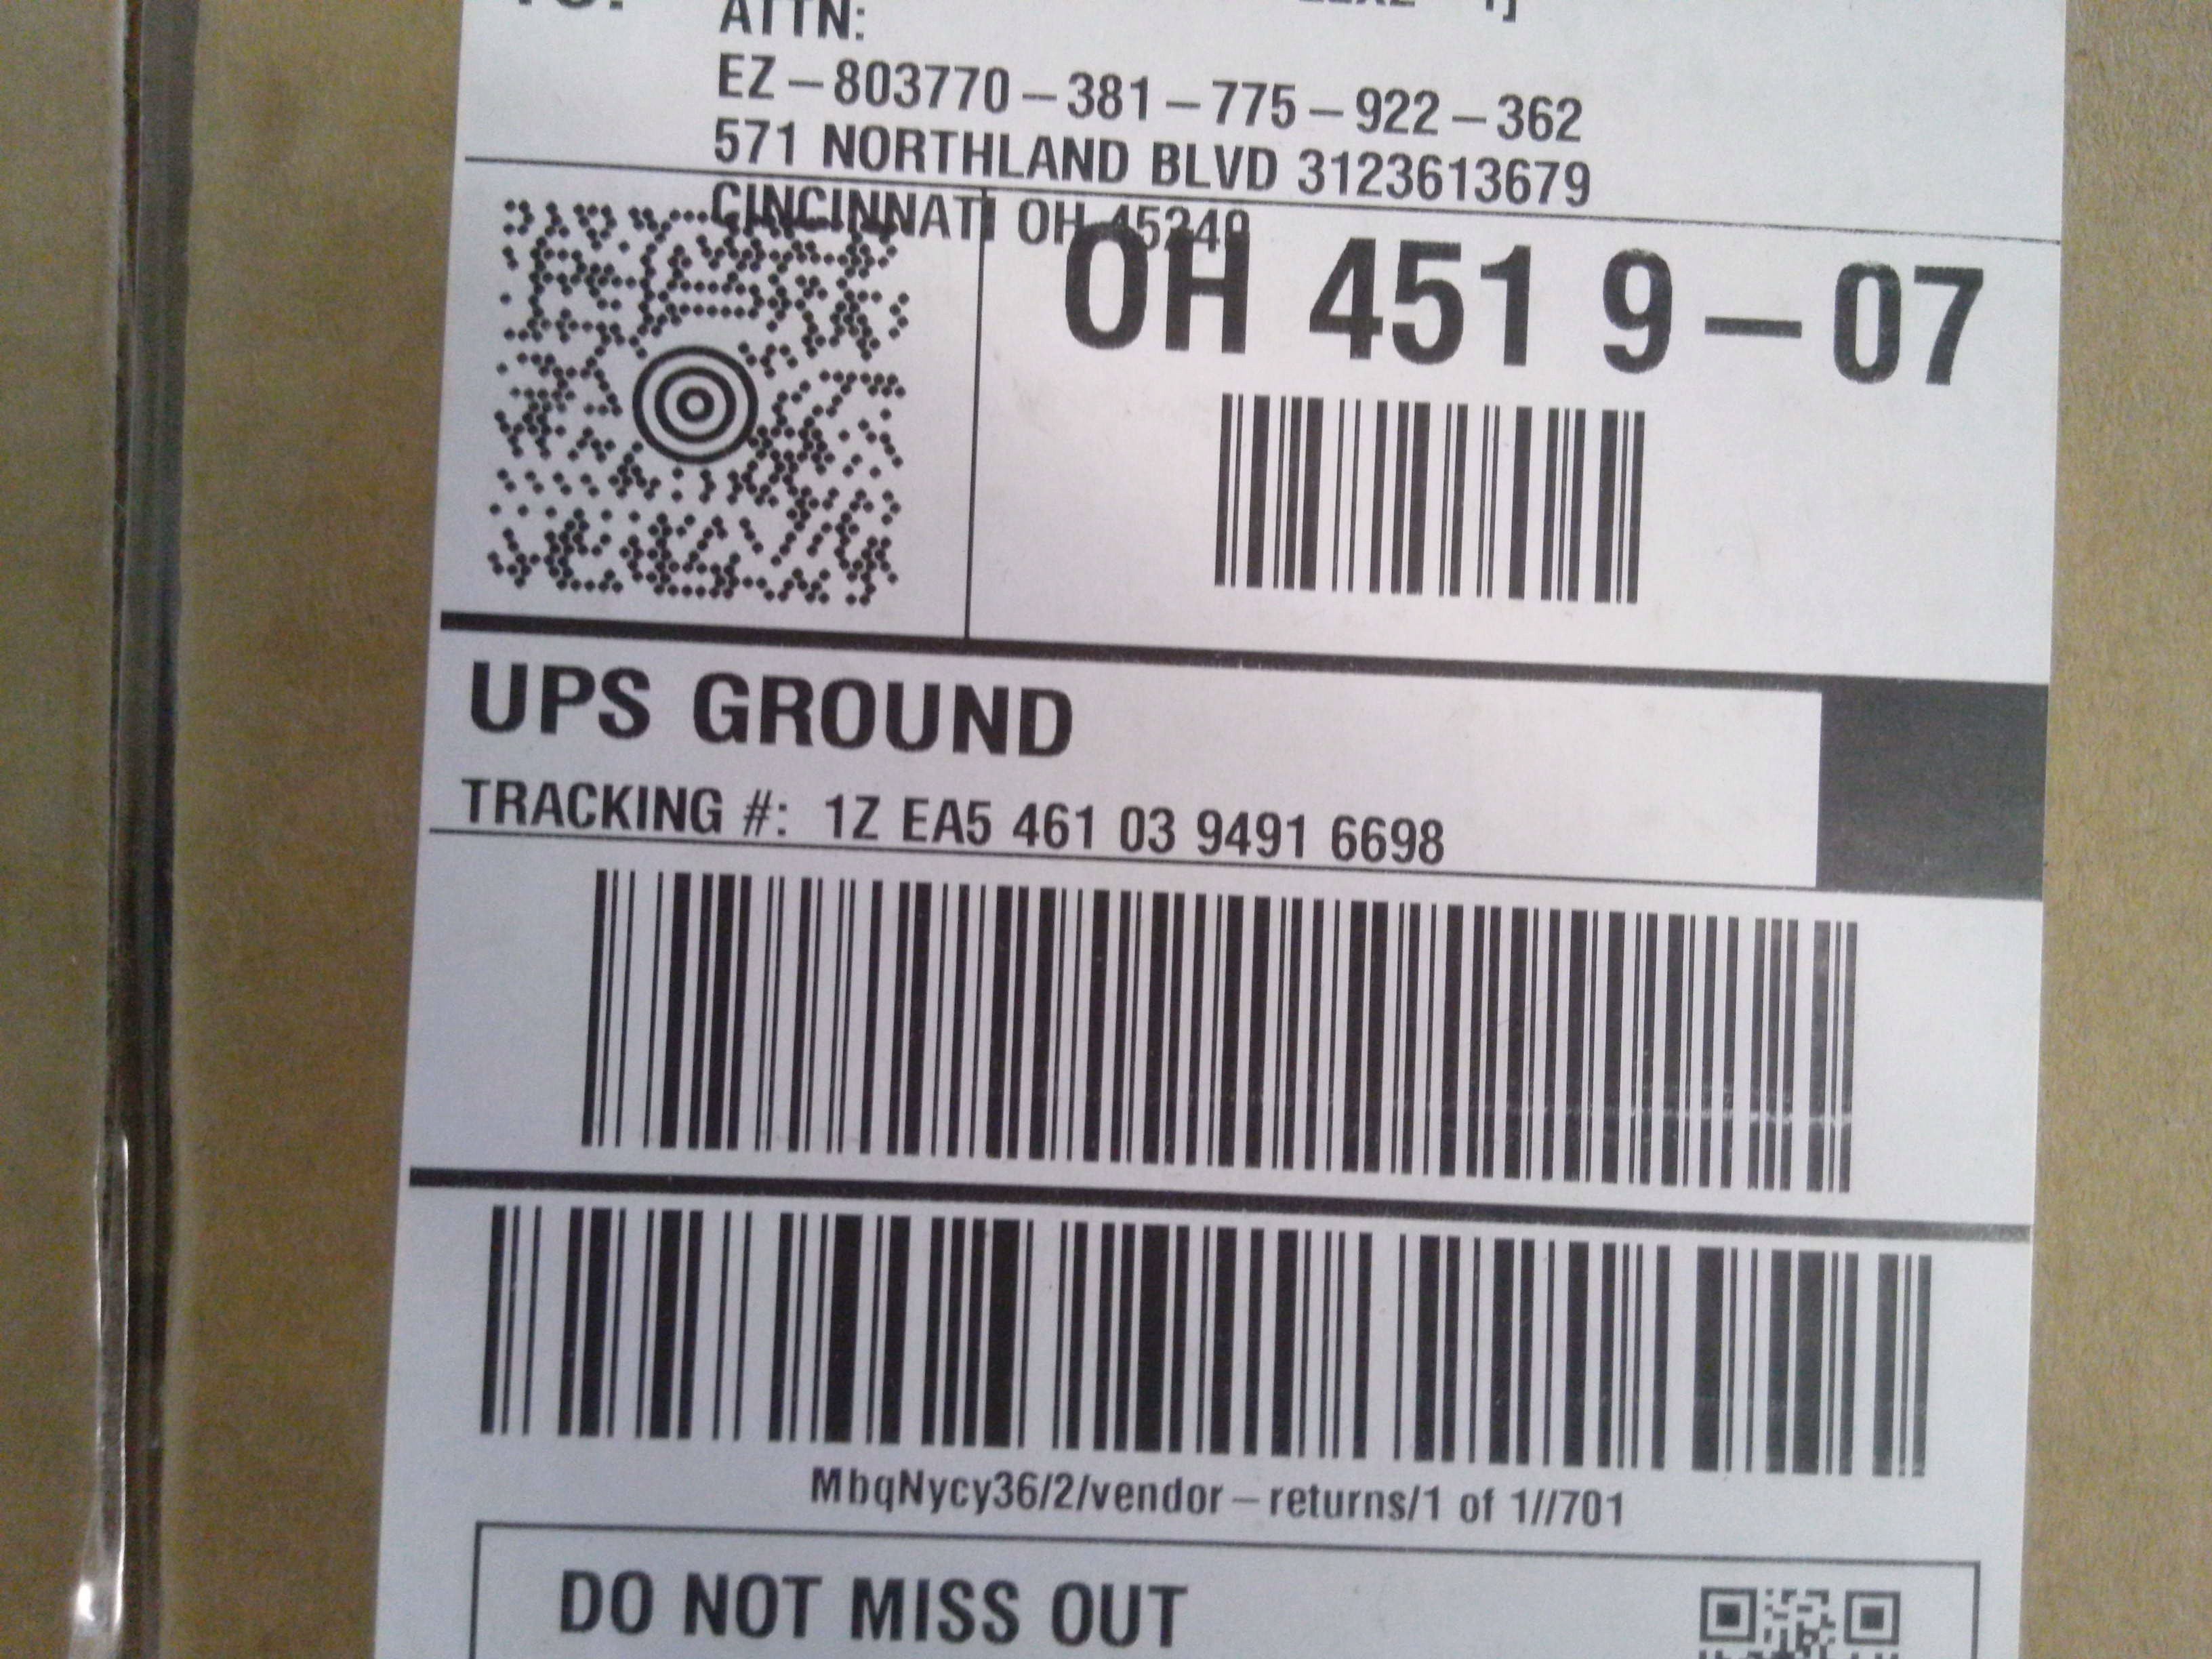 ATTN:
EZ-803770-381-775-922-362
571 NORTHLAND BLVD 3123613679
CINCINNATI OH 45240
OH 451 9-07
UPS GROUND
TRACKING #: 1Z EA5 461 03 9491 6698
MbqNycy36/2/vendor-returns/1 of 1//701
DO NOT MISS OUT